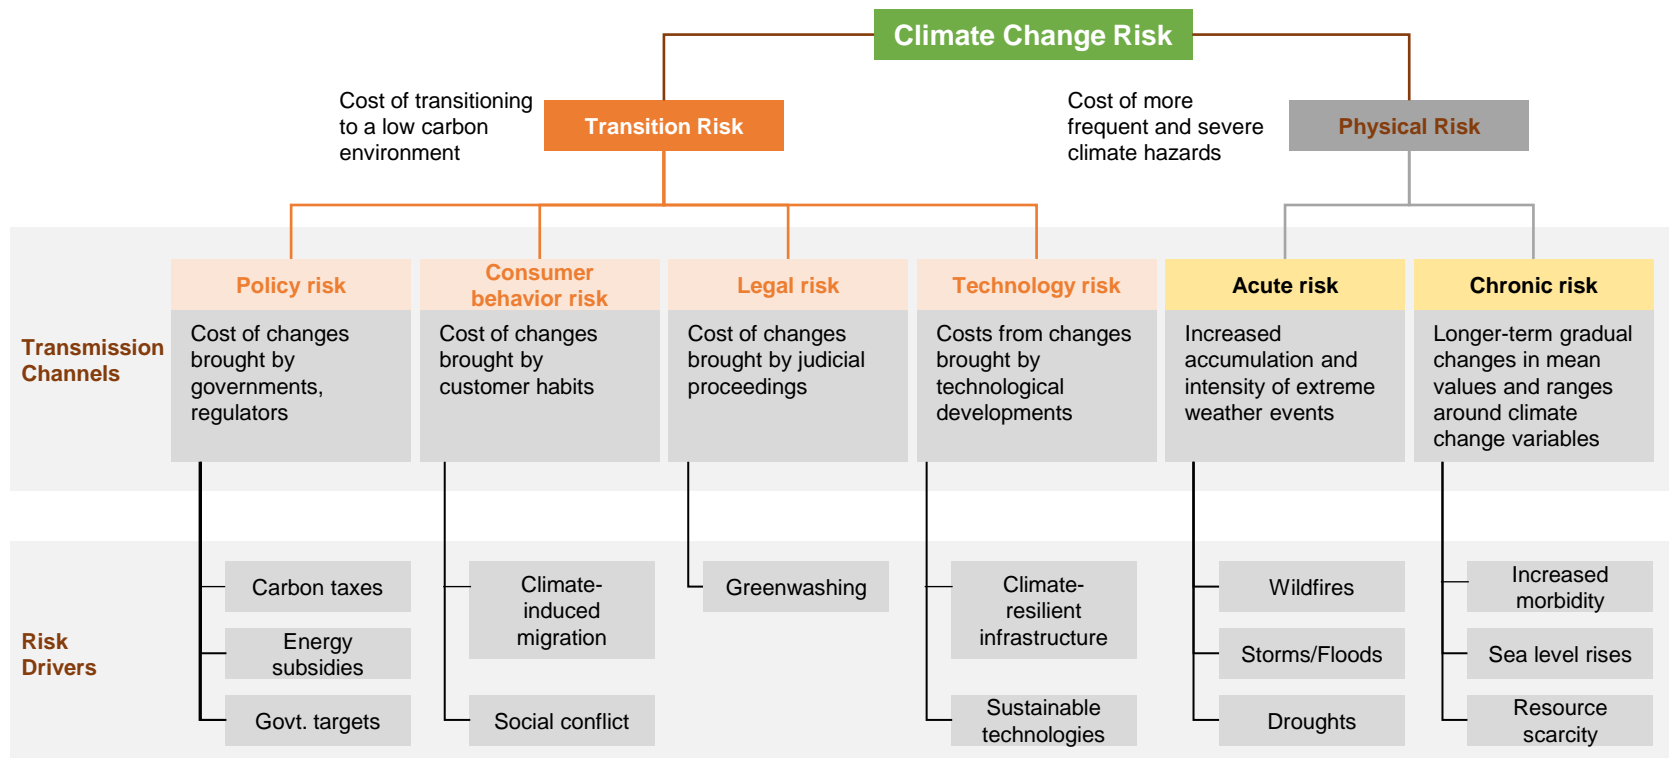 Climate Change Risk
Cost of transitioning
to a low carbon
environment
Transition Risk
Cost of more
frequent and severe
climate hazards
Physical Risk
Transmission
Channels
Policy risk
Cost of changes
brought by
governments,
regulators
Consumer
behavior risk
Cost of changes
brought by
customer habits
Legal risk
Cost of changes
brought by judicial
proceedings
Technology risk
Costs from changes
brought by
technological
developments
Acute risk
Increased
accumulation and
intensity of extreme
weather events
Chronic risk
Longer-term gradual
changes in mean
values and ranges
around climate
change variables
Risk
Drivers
Carbon taxes
Energy
subsidies
Govt. targets
Climate-
induced
migration
Social conflict
Greenwashing
Climate-
resilient
infrastructure
Sustainable
technologies
Wildfires
Storms/Floods
Droughts
Increased
morbidity
Sea level rises
Resource
scarcity